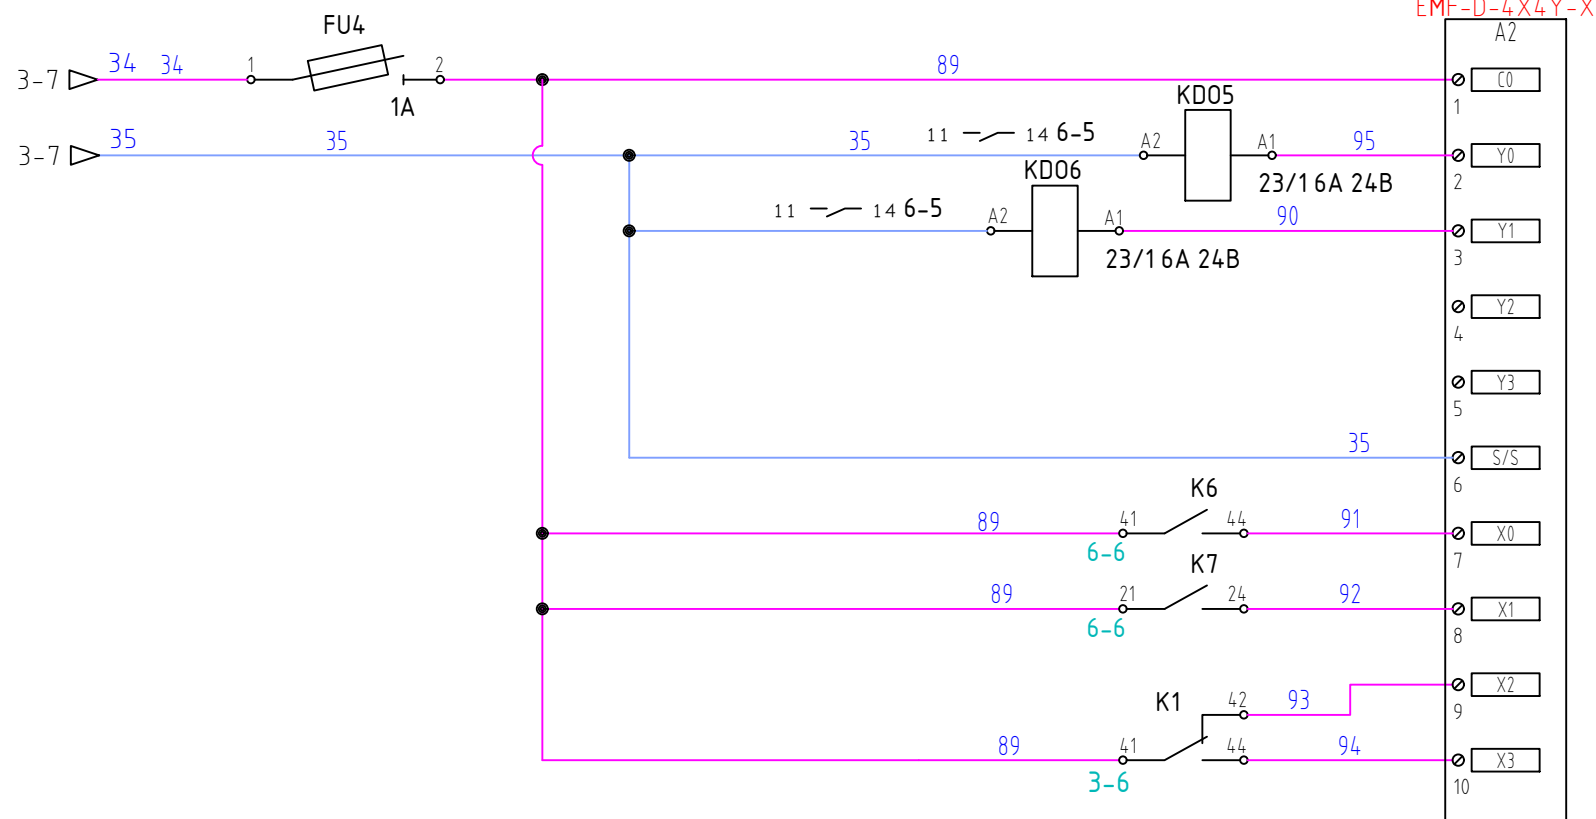 EMF-D-4X4Y-X
A2
FU4
3-7 34 34 1 2 89 C0
1A 1
KD05
3-7 35 35 35 11 14 6-5 A2 A1 95 Y0
23/1 6A 24B 2
KD06
11 14 6-5 A2 A1 90 Y1
23/1 6A 24B 3
Y2
4
Y3
5
35 S/S
6
K6
89 41 44 91 X0
6-6 7
K7
89 21 24 92 X1
6-6 8
K1 42 93 X2
9
89 41 44 94 X3
3-6 10